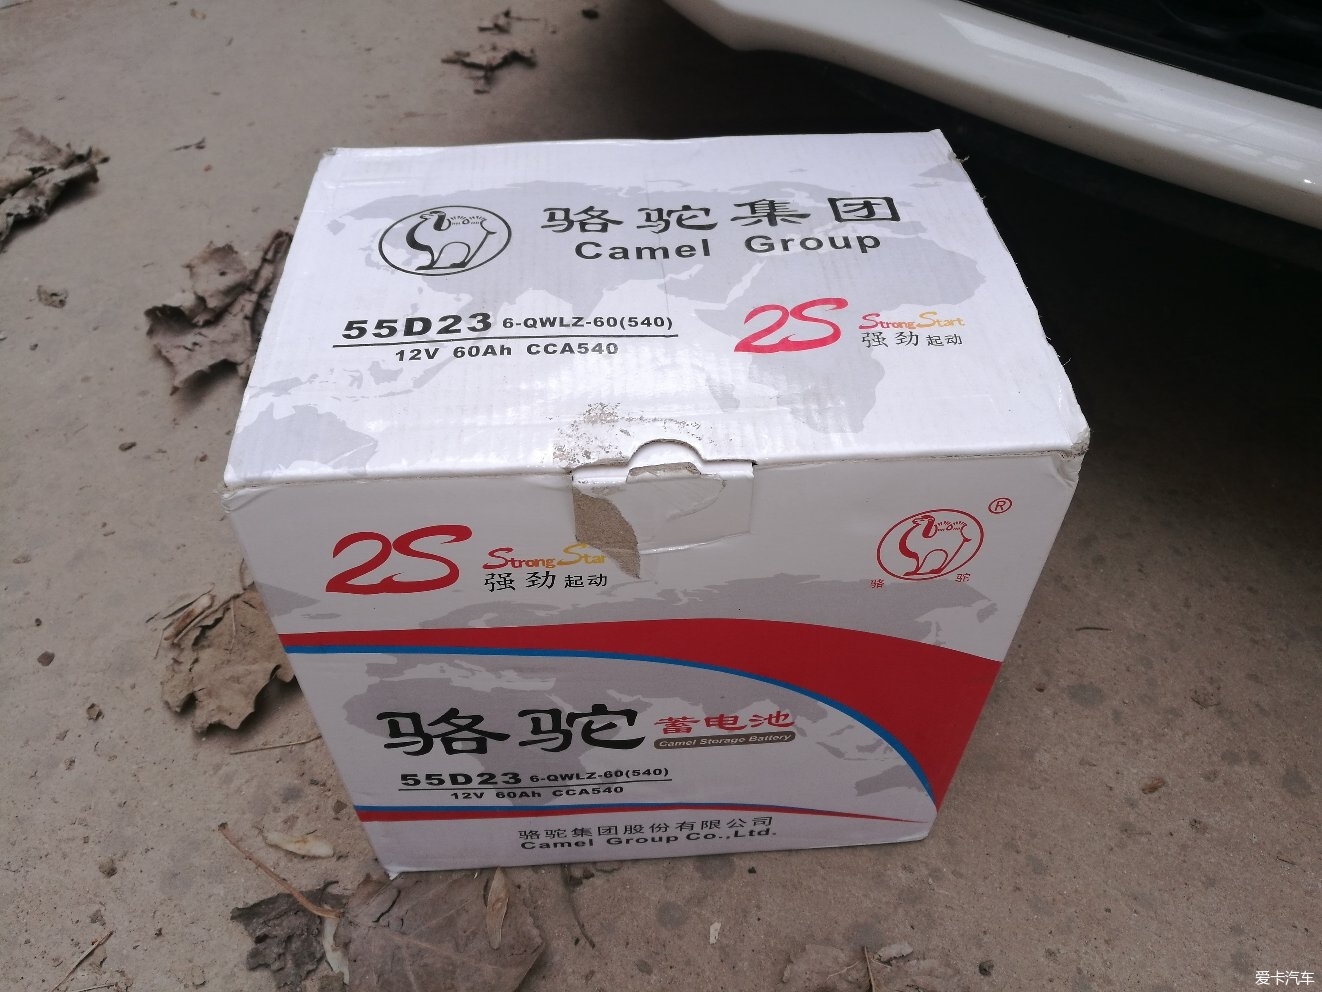 骆驼集团
Camel Group
55D23 6-QWLZ-60(540)
12V 60Ah CCA540
2S Strong Start
强劲起动
2S Strong Star
强劲起动
®
骆驼
骆驼 蓄电池
Camel Storage Battery
55D23 6-QWLZ-60(540)
12V 60Ah CCA540
骆驼集团股份有限公司
Camel Group Co.,Ltd.
爱卡汽车